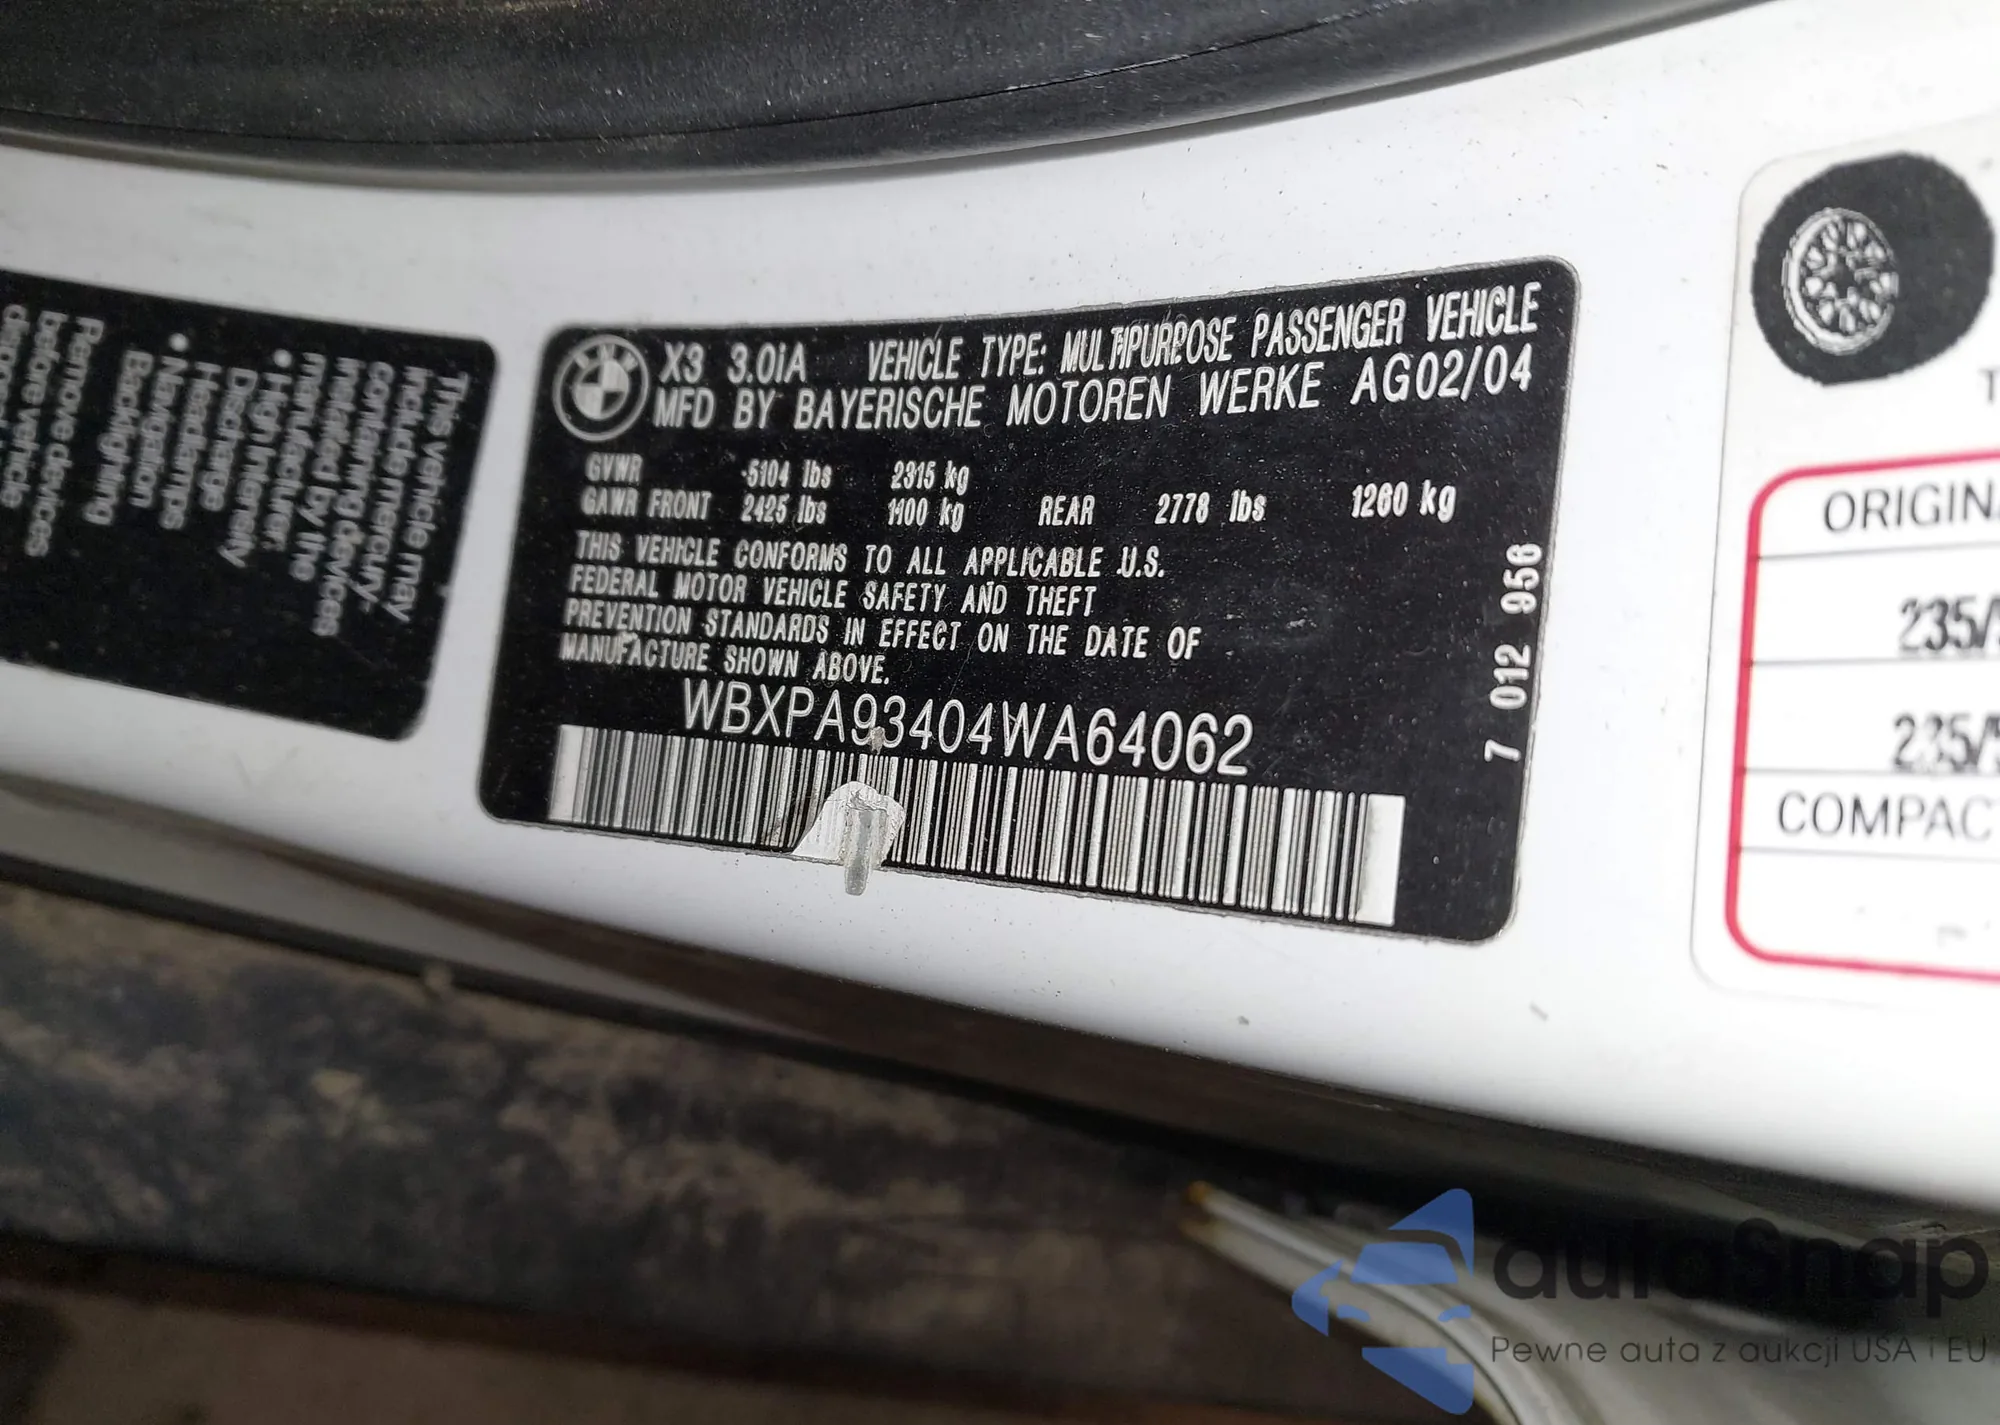 This vehicle may
include mercury-
containing devices
installed by the
manufacturer:
• High Intensity
Discharge
Headlamps
• Navigation
Backlighting
Remove devices
before vehicle
BMW
X3 3.0iA VEHICLE TYPE: MULTIPURPOSE PASSENGER VEHICLE
MFD BY BAYERISCHE MOTOREN WERKE AG02/04
GVWR 5104 lbs 2315 kg
GAWR FRONT 2425 lbs 1100 kg REAR 2778 lbs 1260 kg
THIS VEHICLE CONFORMS TO ALL APPLICABLE U.S.
FEDERAL MOTOR VEHICLE SAFETY AND THEFT
PREVENTION STANDARDS IN EFFECT ON THE DATE OF
MANUFACTURE SHOWN ABOVE.
WBXPA93404WA64062
7 012 956
T
ORIGINA
235/5
235/5
COMPAC
autoSnap
Pewne auta z aukcji USA i EU